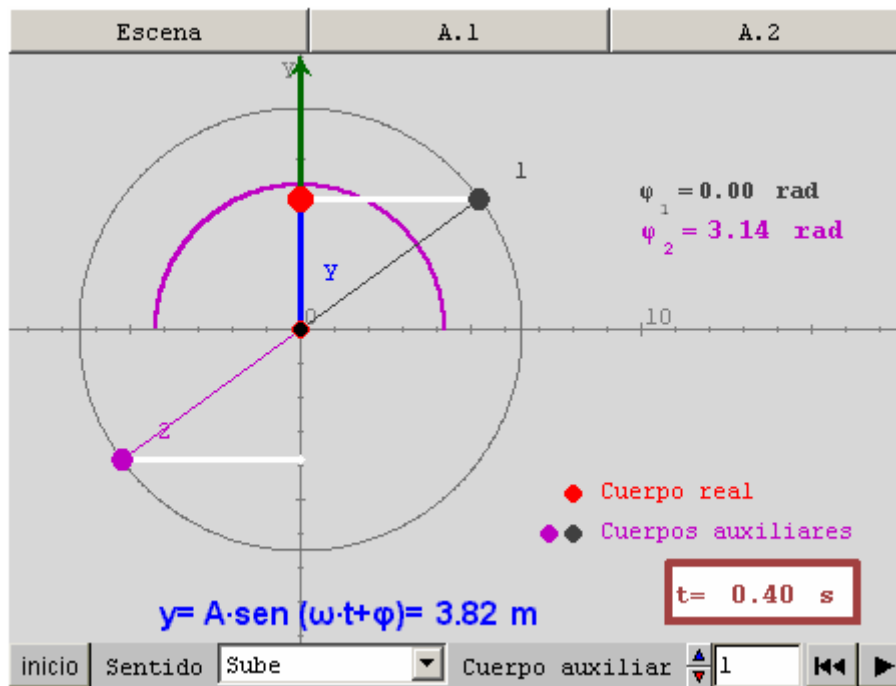 Escena A.1 A.2
y
1
φ₁ = 0.00 rad
φ₂ = 3.14 rad
y
0 10
2
Cuerpo real
Cuerpos auxiliares
t= 0.40 s
y= A·sen (ω·t+φ)= 3.82 m
inicio Sentido Sube Cuerpo auxiliar 1